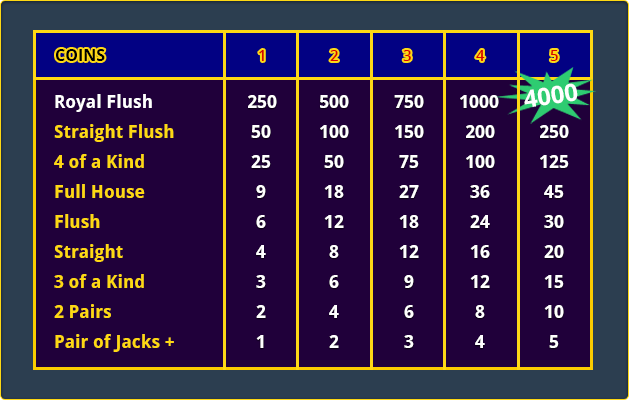 COINS 1 2 3 4 5
Royal Flush 250 500 750 1000 4000
Straight Flush 50 100 150 200 250
4 of a Kind 25 50 75 100 125
Full House 9 18 27 36 45
Flush 6 12 18 24 30
Straight 4 8 12 16 20
3 of a Kind 3 6 9 12 15
2 Pairs 2 4 6 8 10
Pair of Jacks + 1 2 3 4 5